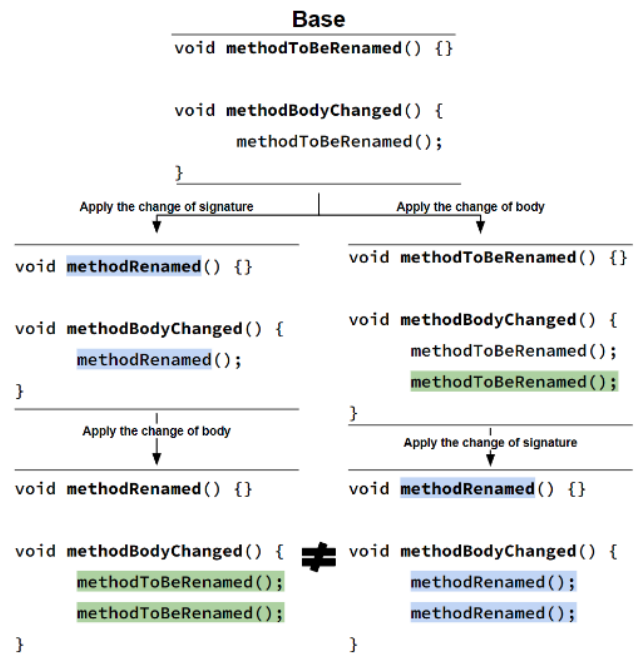 Base
void methodToBeRenamed() {}
void methodBodyChanged() {
methodToBeRenamed();
}
Apply the change of signature
Apply the change of body
void methodRenamed() {}
void methodBodyChanged() {
methodRenamed();
}
Apply the change of body
void methodRenamed() {}
void methodBodyChanged() {
methodToBeRenamed();
methodToBeRenamed();
}
≠
void methodToBeRenamed() {}
void methodBodyChanged() {
methodToBeRenamed();
methodToBeRenamed();
}
Apply the change of signature
void methodRenamed() {}
void methodBodyChanged() {
methodRenamed();
methodRenamed();
}